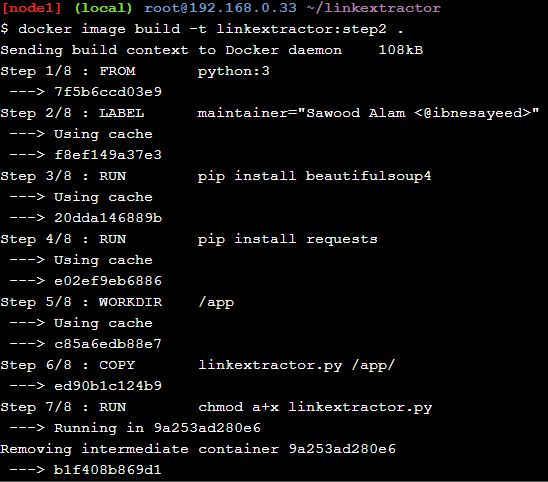 [node1] (local) root@192.168.0.33 ~/linkextractor
$ docker image build -t linkextractor:step2 .
Sending build context to Docker daemon    108kB
Step 1/8 : FROM       python:3
 ---> 7f5b6ccd03e9
Step 2/8 : LABEL      maintainer="Sawood Alam <@ibnesayeed>"
 ---> Using cache
 ---> f8ef149a37e3
Step 3/8 : RUN        pip install beautifulsoup4
 ---> Using cache
 ---> 20dda146889b
Step 4/8 : RUN        pip install requests
 ---> Using cache
 ---> e02ef9eb6886
Step 5/8 : WORKDIR    /app
 ---> Using cache
 ---> c85a6edb88e7
Step 6/8 : COPY       linkextractor.py /app/
 ---> ed90b1c124b9
Step 7/8 : RUN        chmod a+x linkextractor.py
 ---> Running in 9a253ad280e6
Removing intermediate container 9a253ad280e6
 ---> b1f408b869d1